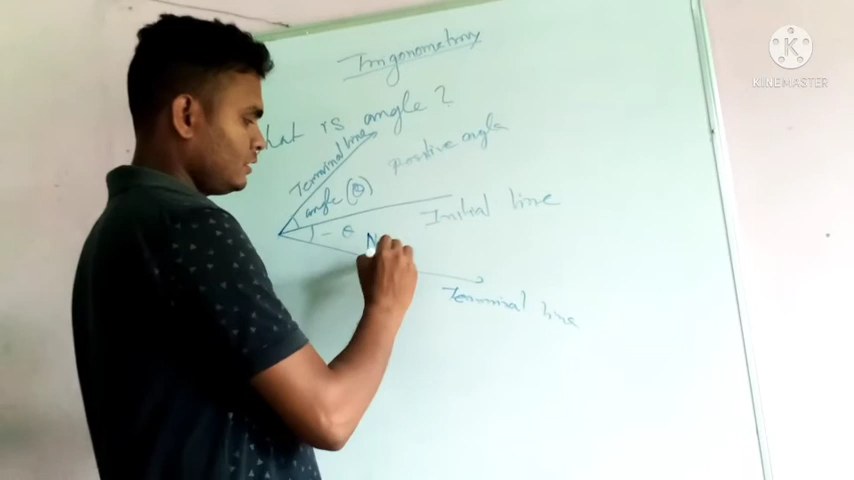 Trigonometry
hat is angle?
Terminal line
positive angle
angle (θ)
Initial line
- θ
N
Terminal line
KINEMASTER